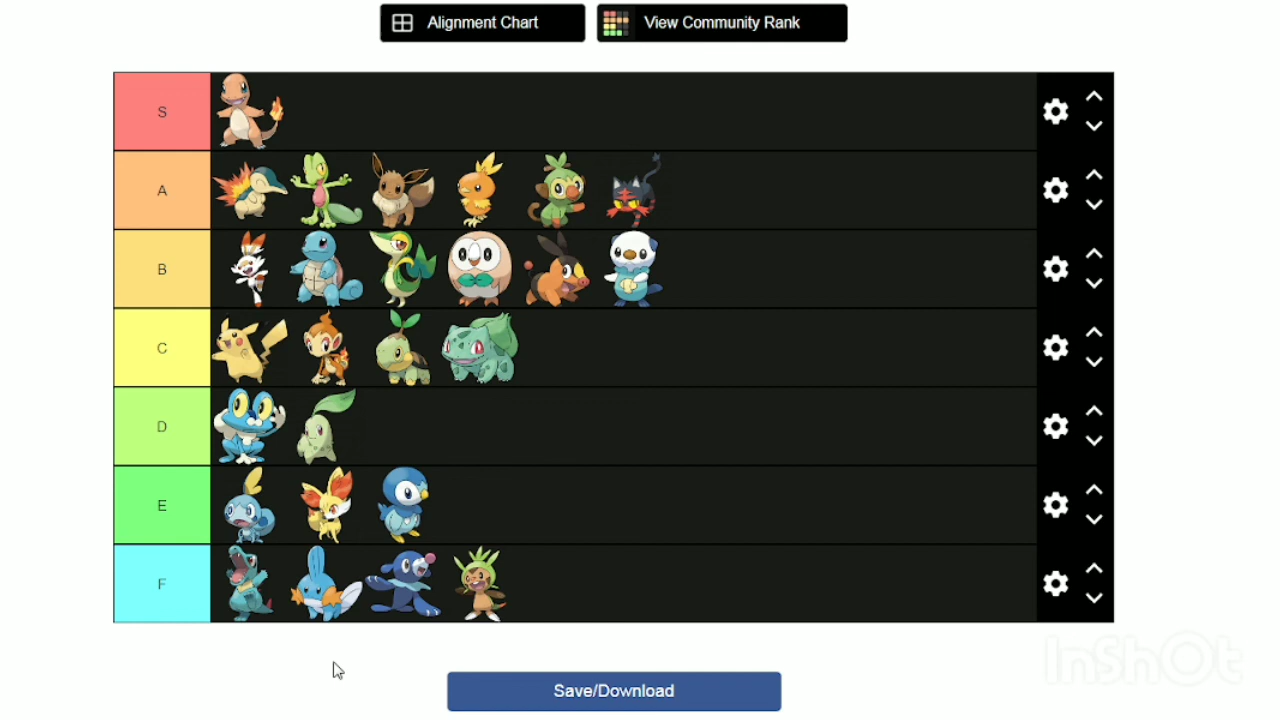 Alignment Chart
View Community Rank
S
A
B
C
D
E
F
InShOt
Save/Download